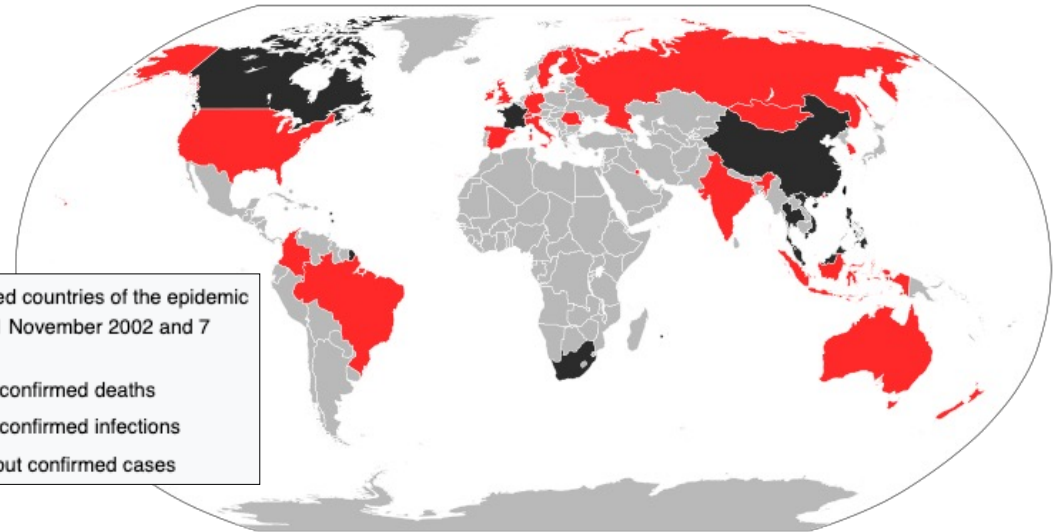 ed countries of the epidemic
November 2002 and 7
confirmed deaths
confirmed infections
out confirmed cases